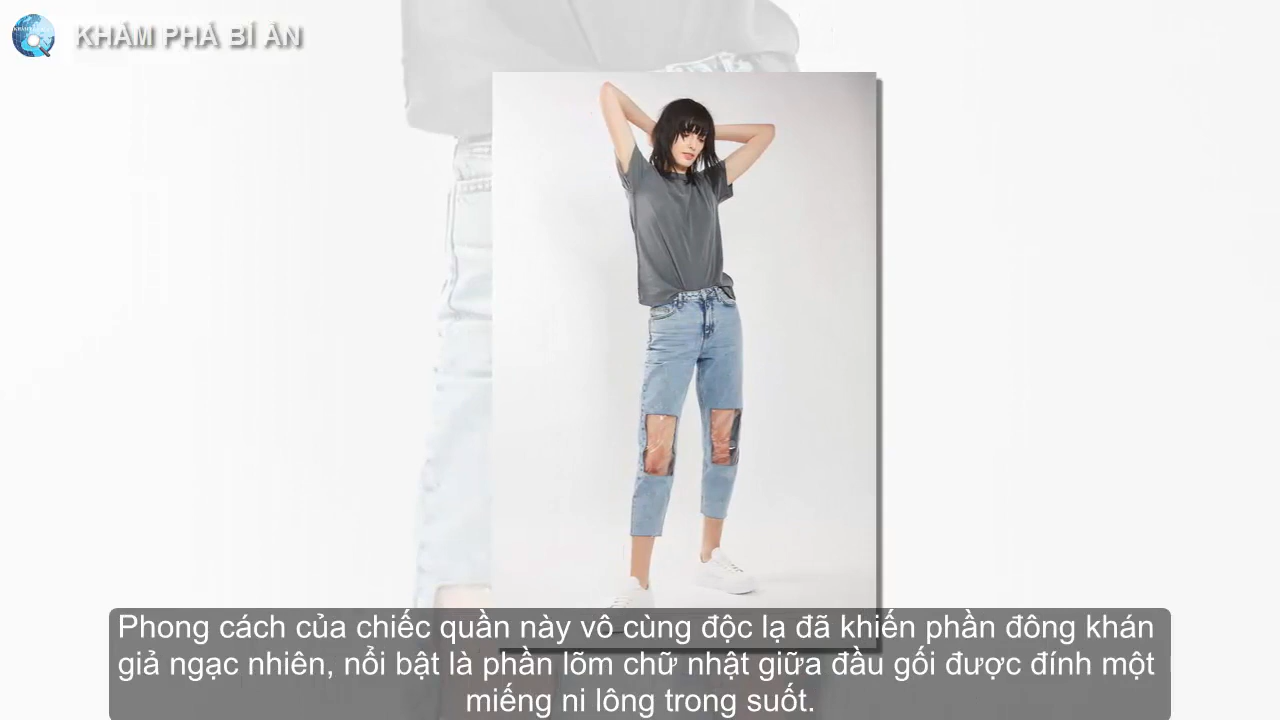 KHÁM PHÁ BÍ ẨN
Phong cách của chiếc quần này vô cùng độc lạ đã khiến phần đông khán
giả ngạc nhiên, nổi bật là phần lõm chữ nhật giữa đầu gối được đính một
miếng ni lông trong suốt.